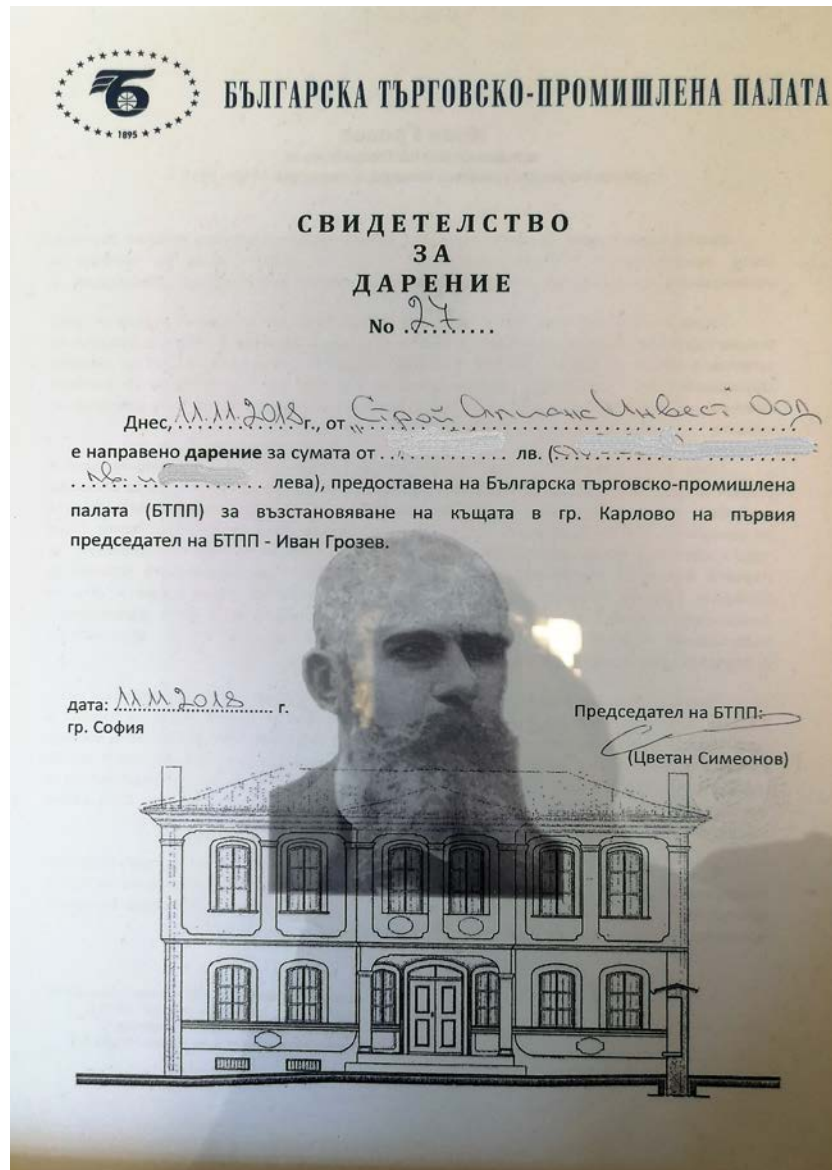 1895
БЪЛГАРСКА ТЪРГОВСКО-ПРОМИШЛЕНА ПАЛАТА
СВИДЕТЕЛСТВО
ЗА
ДАРЕНИЕ
No 27.........
Днес, 11.11.2018 г., от „Строй Алианс Инвест" ООД
е направено дарение за сумата от ............. лв. (
............ лева), предоставена на Българска търговско-промишлена
палата (БТПП) за възстановяване на къщата в гр. Карлово на първия
председател на БТПП - Иван Грозев.
дата: 11.11.2018 г.
гр. София
Председател на БТПП:
(Цветан Симеонов)